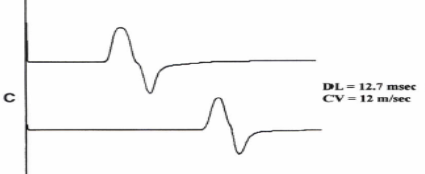 C
DL = 12.7 msec
CV = 12 m/sec